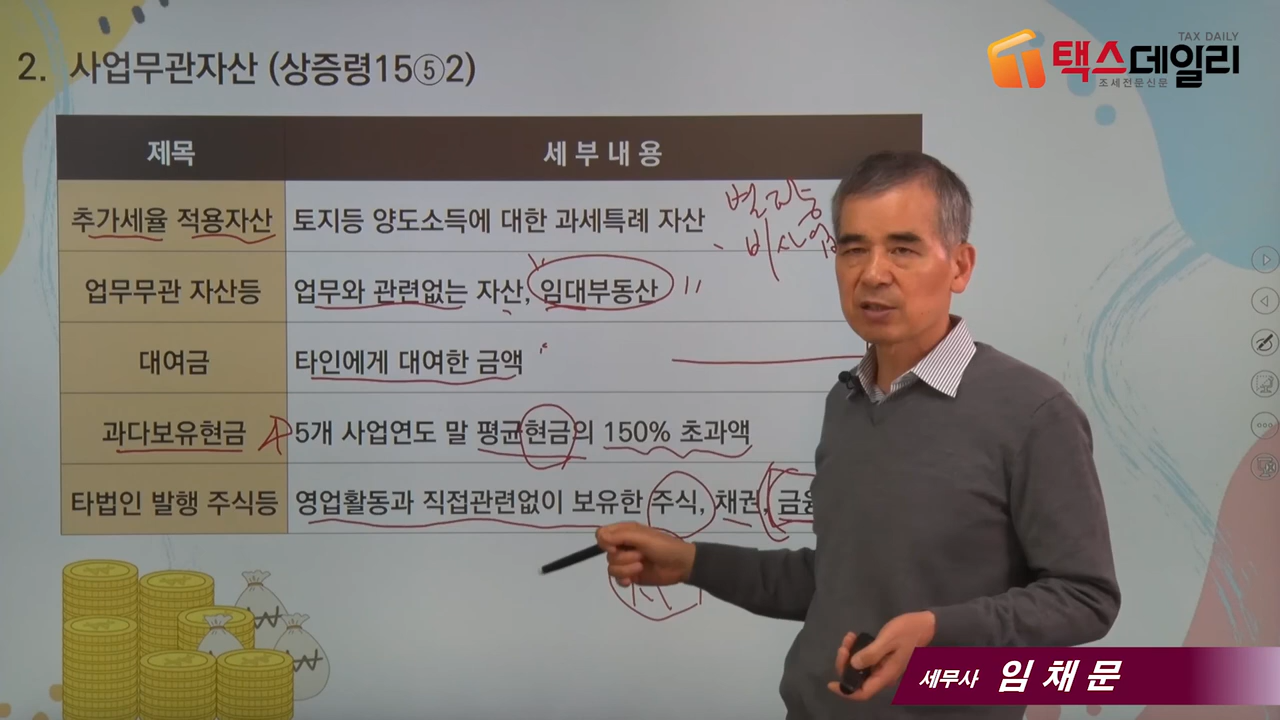 2. 사업무관자산 (상증령15⑤2)
TAX DAILY
택스데일리
조세전문신문
제목
세 부 내 용
추가세율 적용자산
토지등 양도소득에 대한 과세특례 자산
업무무관 자산등
업무와 관련없는 자산, 임대부동산
대여금
타인에게 대여한 금액
과다보유현금
5개 사업연도 말 평균현금의 150% 초과액
타법인 발행 주식등
영업활동과 직접관련없이 보유한 주식, 채권,
세무사 임채문